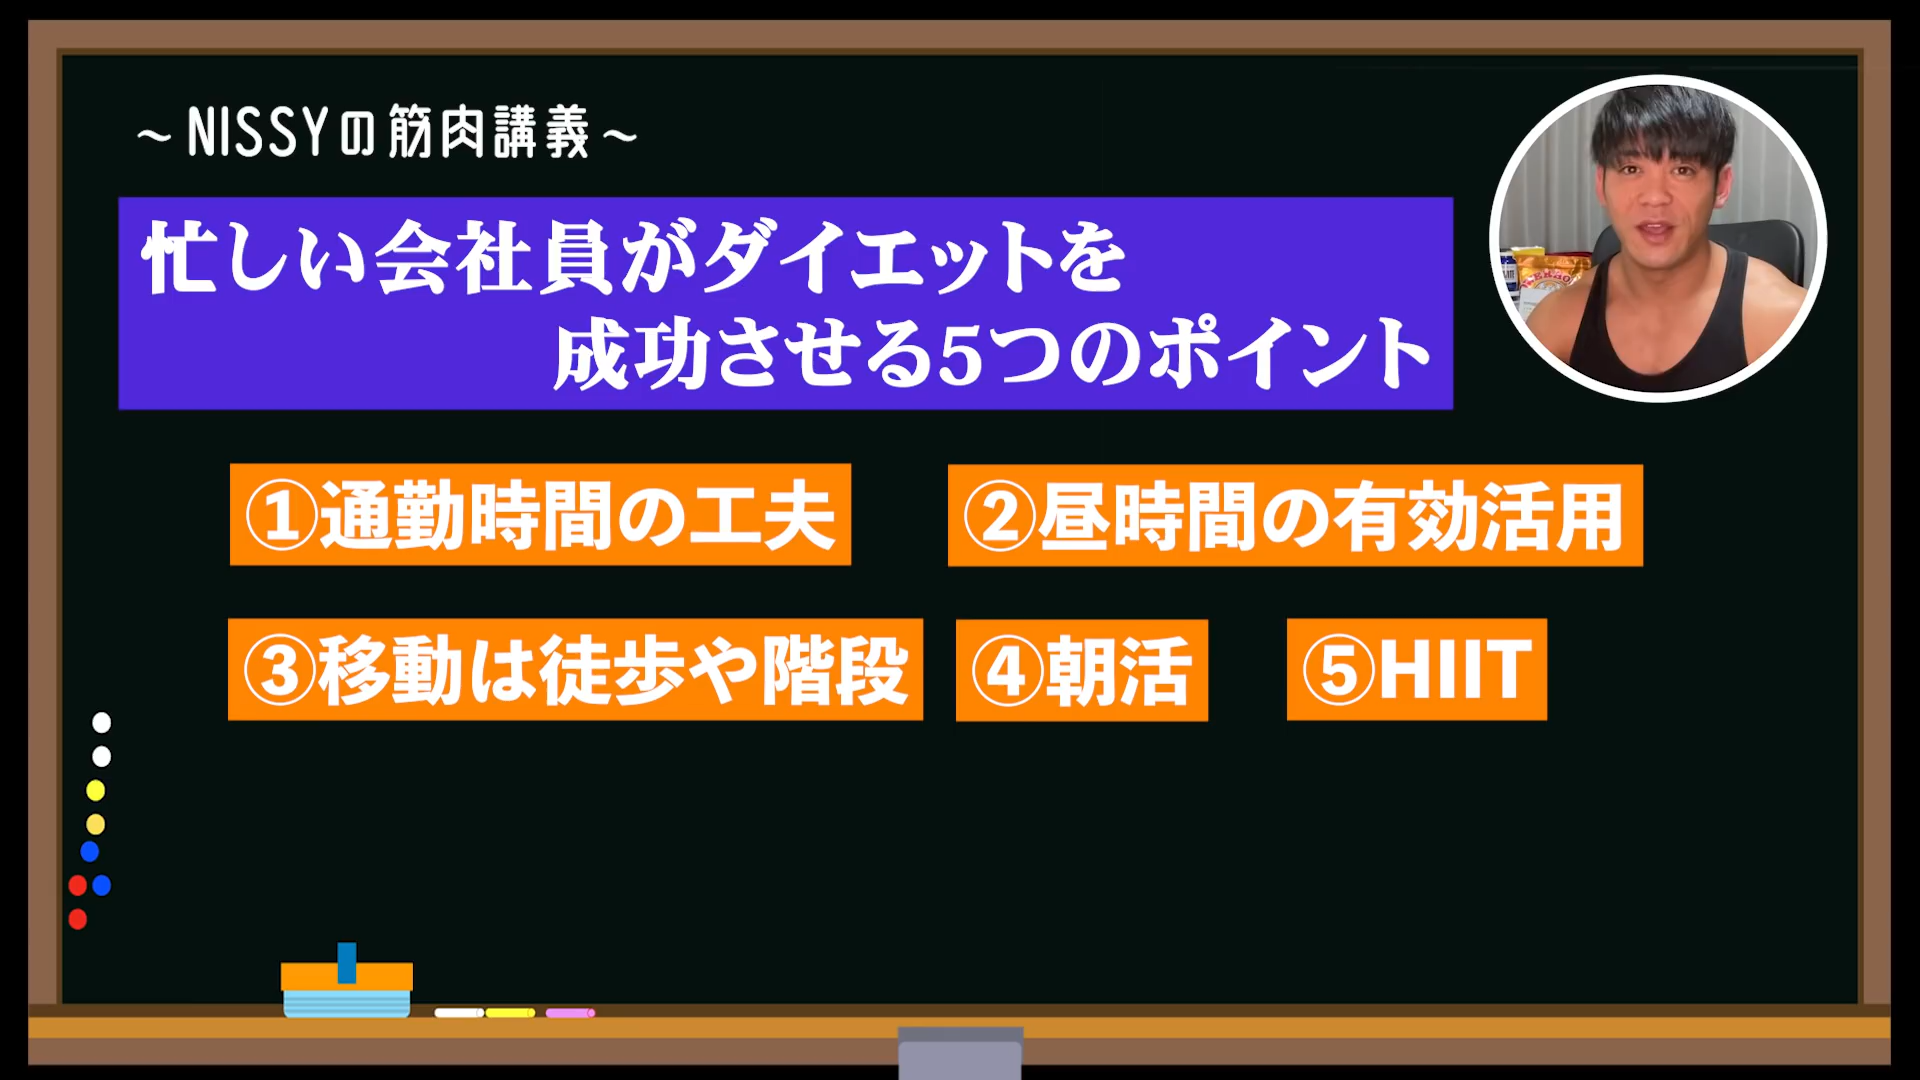 ～NISSYの筋肉講義～
忙しい会社員がダイエットを
成功させる5つのポイント
①通勤時間の工夫
②昼時間の有効活用
③移動は徒歩や階段
④朝活
⑤HIIT